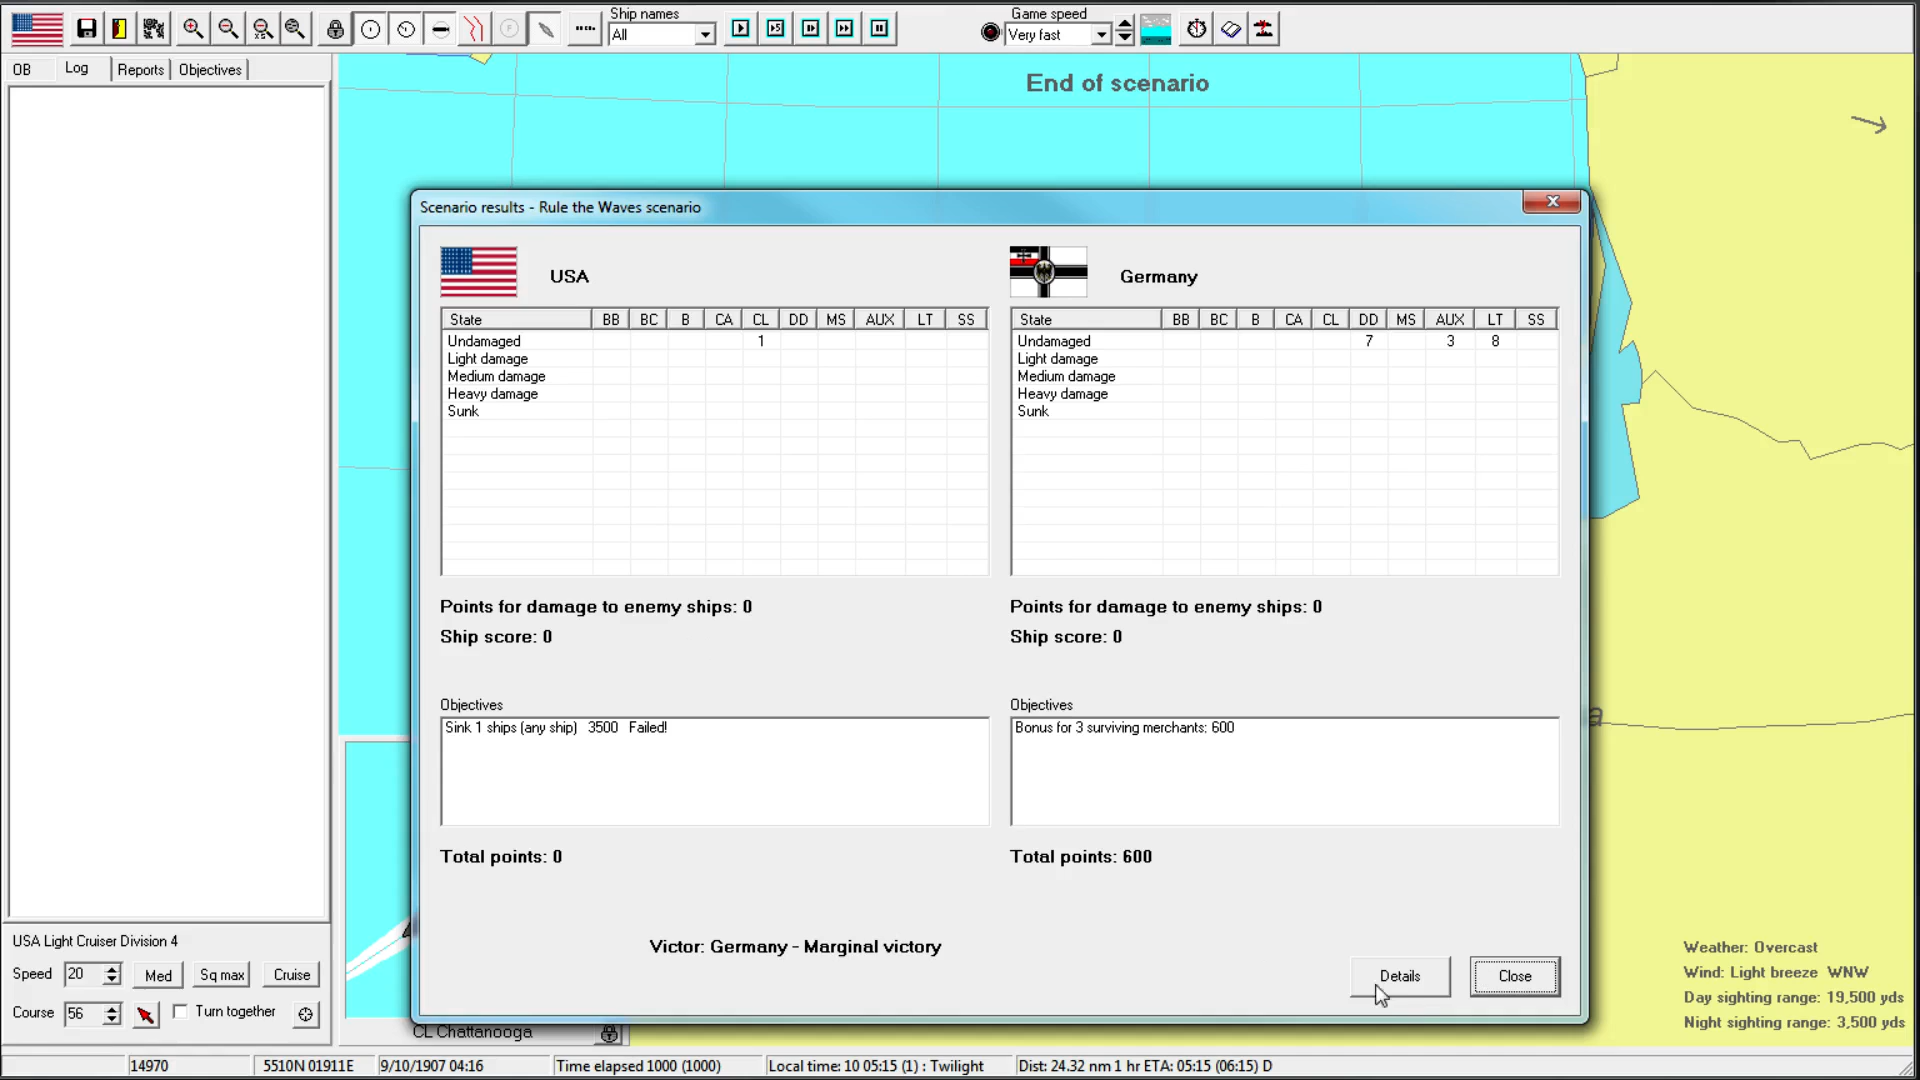 Ship names
All
Game speed
Very fast
OB Log Reports Objectives
End of scenario
Scenario results - Rule the Waves scenario
USA
State BB BC B CA CL DD MS AUX LT SS
Undamaged 1
Light damage
Medium damage
Heavy damage
Sunk
Points for damage to enemy ships: 0
Ship score: 0
Objectives
Sink 1 ships (any ship) 3500 Failed!
Total points: 0
Germany
State BB BC B CA CL DD MS AUX LT SS
Undamaged 7 3 8
Light damage
Medium damage
Heavy damage
Sunk
Points for damage to enemy ships: 0
Ship score: 0
Objectives
Bonus for 3 surviving merchants: 600
Total points: 600
Victor: Germany - Marginal victory
Details Close
USA Light Cruiser Division 4
Speed 20 Med Sq max Cruise
Course 56 Turn together
CL Chattanooga
Weather: Overcast
Wind: Light breeze WNW
Day sighting range: 19,500 yds
Night sighting range: 3,500 yds
14970 5510N 01911E 9/10/1907 04:16 Time elapsed 1000 (1000) Local time: 10 05:15 (1) : Twilight Dist: 24.32 nm 1 hr ETA: 05:15 (06:15) D